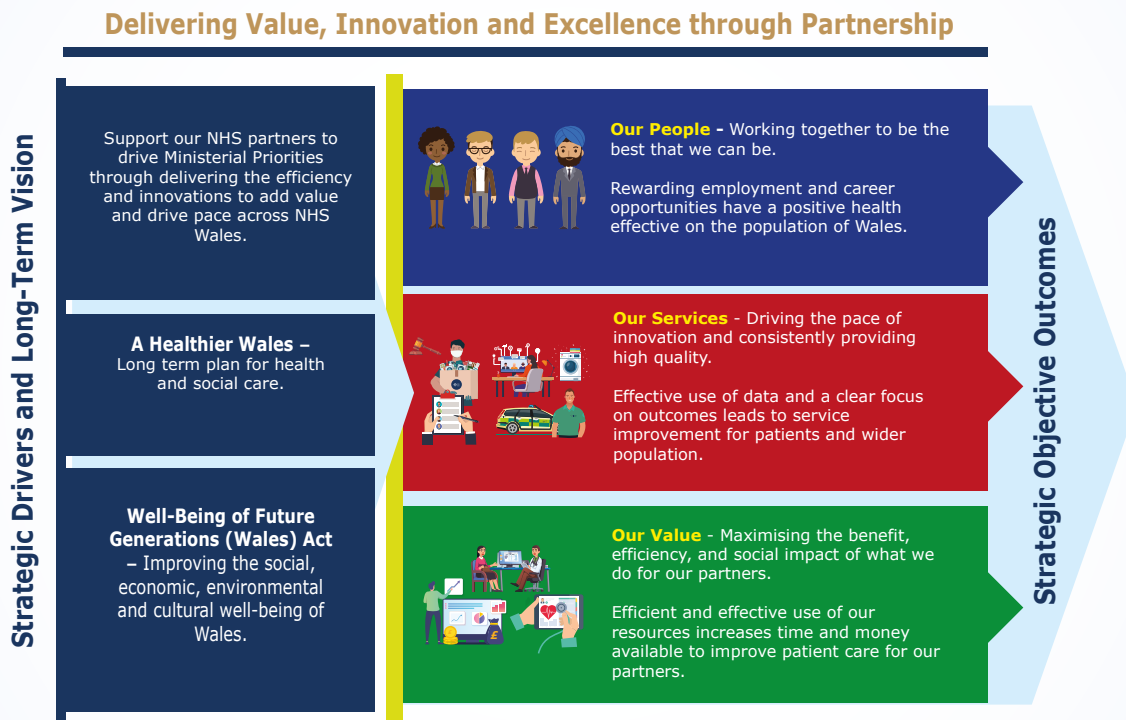 Delivering Value, Innovation and Excellence through Partnership
Strategic Drivers and Long-Term Vision
Support our NHS partners to
drive Ministerial Priorities
through delivering the efficiency
and innovations to add value
and drive pace across NHS
Wales.
A Healthier Wales –
Long term plan for health
and social care.
Well-Being of Future
Generations (Wales) Act
– Improving the social,
economic, environmental
and cultural well-being of
Wales.
Our People - Working together to be the
best that we can be.
Rewarding employment and career
opportunities have a positive health
effective on the population of Wales.
Our Services - Driving the pace of
innovation and consistently providing
high quality.
Effective use of data and a clear focus
on outcomes leads to service
improvement for patients and wider
population.
Our Value - Maximising the benefit,
efficiency, and social impact of what we
do for our partners.
Efficient and effective use of our
resources increases time and money
available to improve patient care for our
partners.
£
Strategic Objective Outcomes